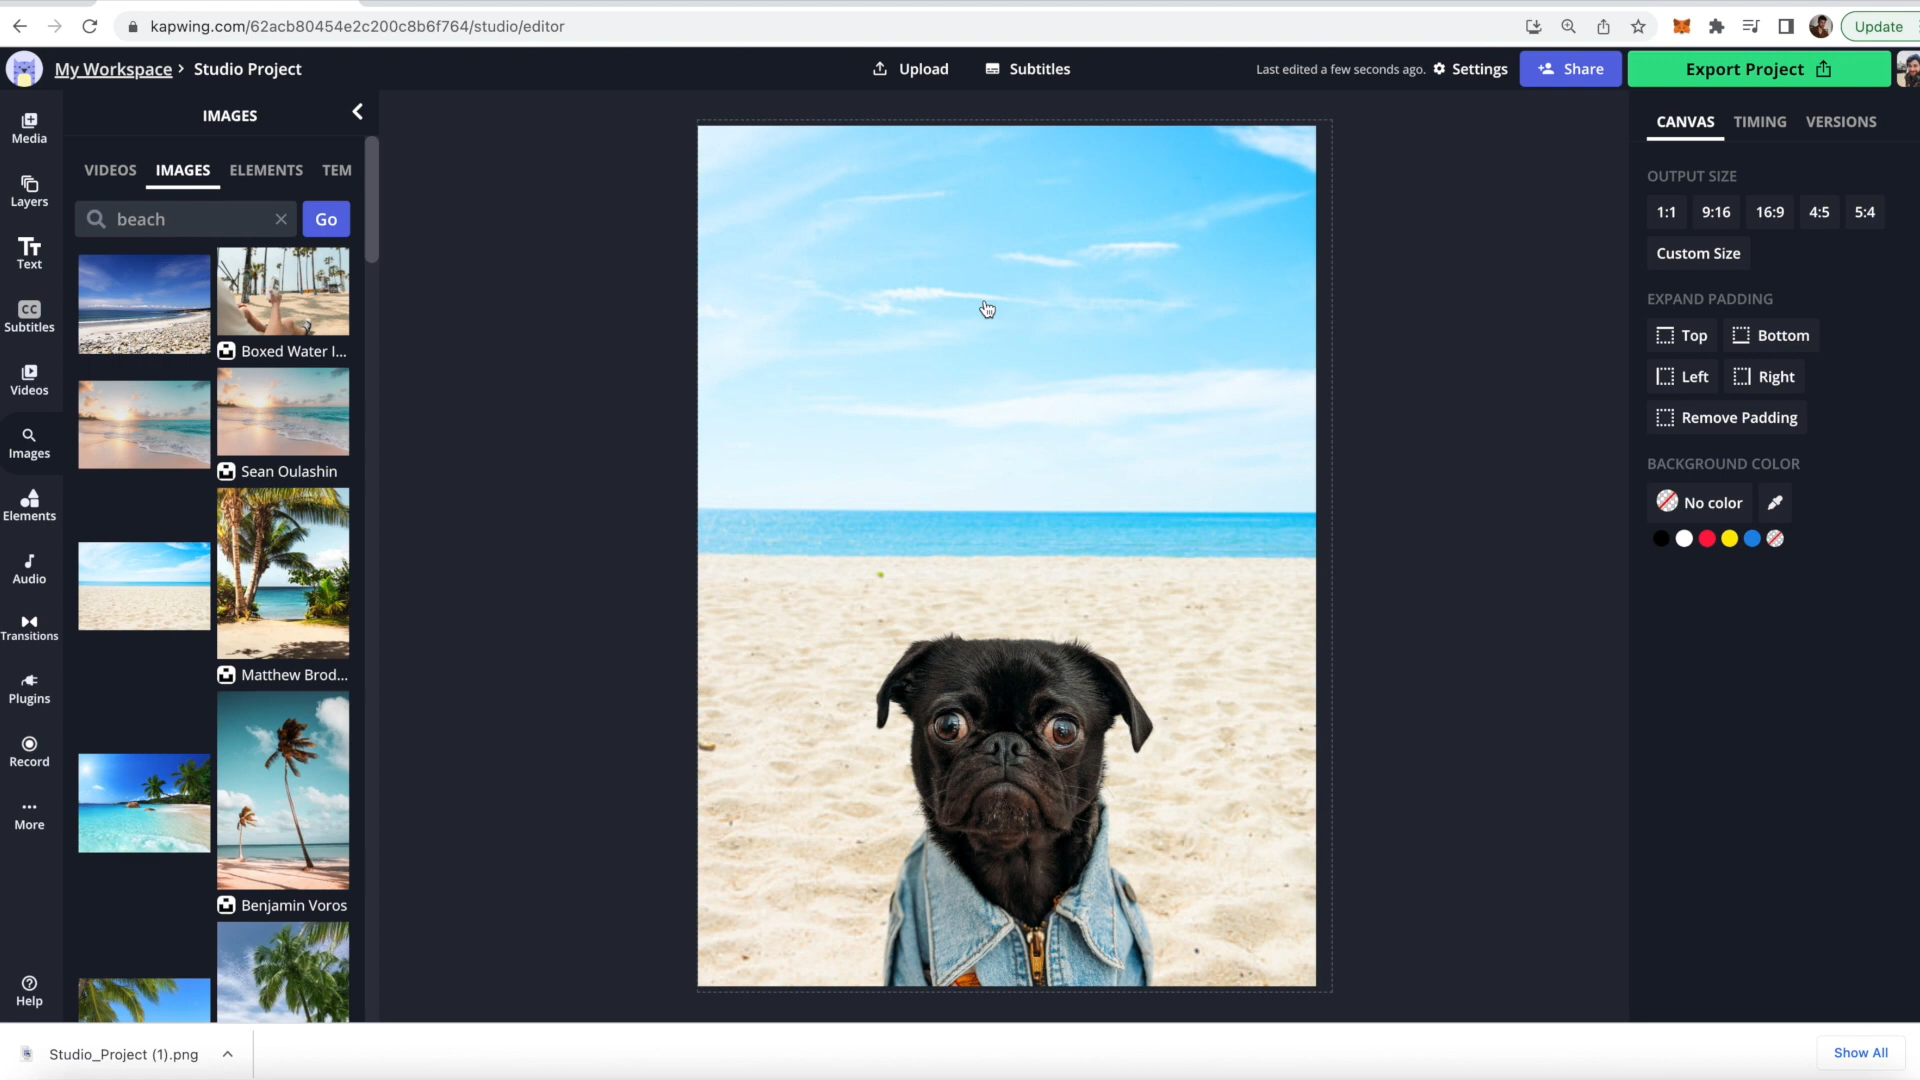 kapwing.com/62acb80454e2c200c8b6f764/studio/editor
Update
My Workspace › Studio Project
Upload
Subtitles
Last edited a few seconds ago.
Settings
Share
Export Project
Media
Layers
Text
CC
Subtitles
Videos
Images
Elements
Audio
Transitions
Plugins
Record
More
Help
IMAGES
VIDEOS
IMAGES
ELEMENTS
TEM
beach
Go
Boxed Water I...
Sean Oulashin
Matthew Brod...
Benjamin Voros
CANVAS
TIMING
VERSIONS
OUTPUT SIZE
1:1
9:16
16:9
4:5
5:4
Custom Size
EXPAND PADDING
Top
Bottom
Left
Right
Remove Padding
BACKGROUND COLOR
No color
Studio_Project (1).png
Show All